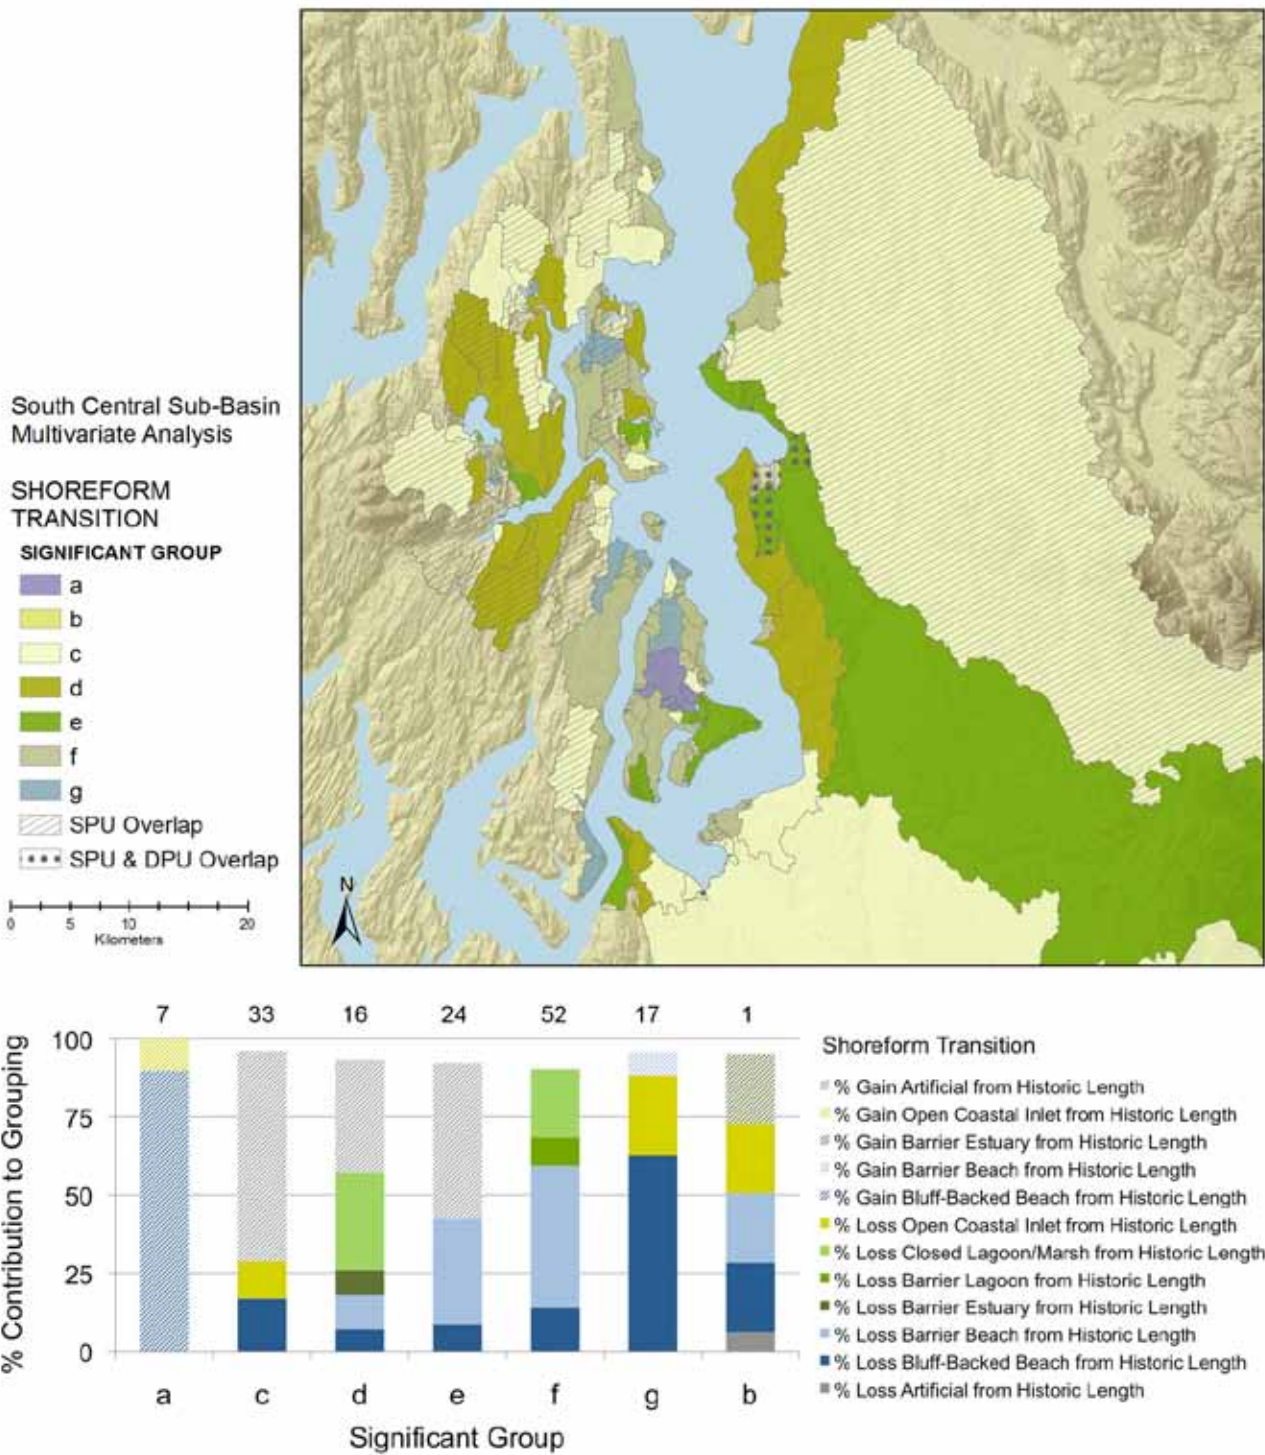 South Central Sub-Basin
Multivariate Analysis
SHOREFORM
TRANSITION
SIGNIFICANT GROUP
a
b
c
d
e
f
g
SPU Overlap
SPU & DPU Overlap
N
0 5 10 20
Kilometers
7 33 16 24 52 17 1
% Contribution to Grouping
100
75
50
25
0
a c d e f g b
Significant Group
Shoreform Transition
% Gain Artificial from Historic Length
% Gain Open Coastal Inlet from Historic Length
% Gain Barrier Estuary from Historic Length
% Gain Barrier Beach from Historic Length
% Gain Bluff-Backed Beach from Historic Length
% Loss Open Coastal Inlet from Historic Length
% Loss Closed Lagoon/Marsh from Historic Length
% Loss Barrier Lagoon from Historic Length
% Loss Barrier Estuary from Historic Length
% Loss Barrier Beach from Historic Length
% Loss Bluff-Backed Beach from Historic Length
% Loss Artificial from Historic Length